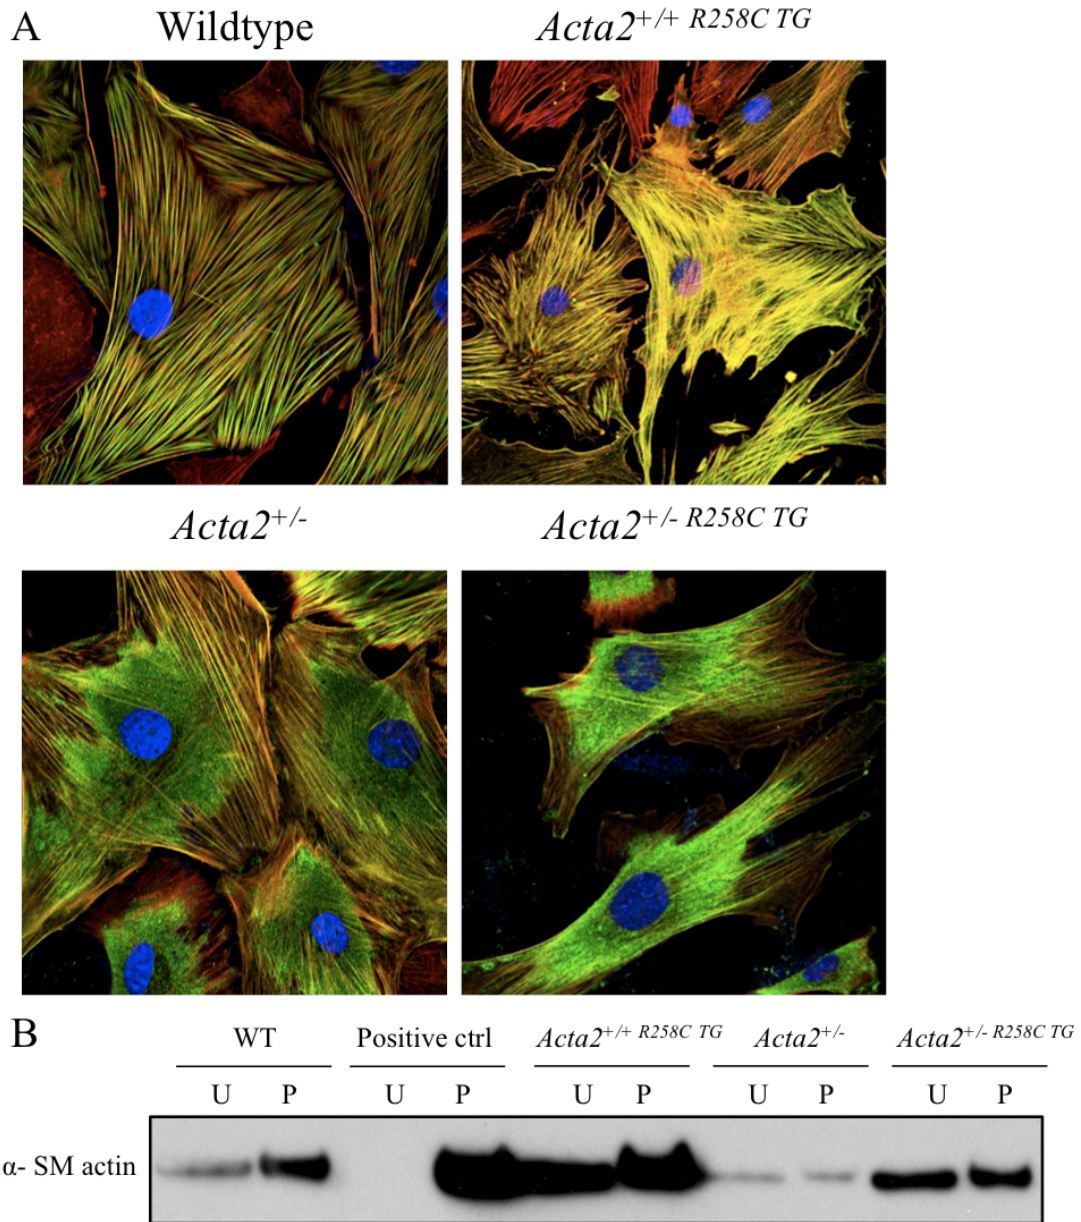 A Wildtype Acta2+/+ R258C TG
Acta2+/- Acta2+/- R258C TG
B WT Positive ctrl Acta2+/+ R258C TG Acta2+/- Acta2+/- R258C TG
U P U P U P U P U P
α- SM actin